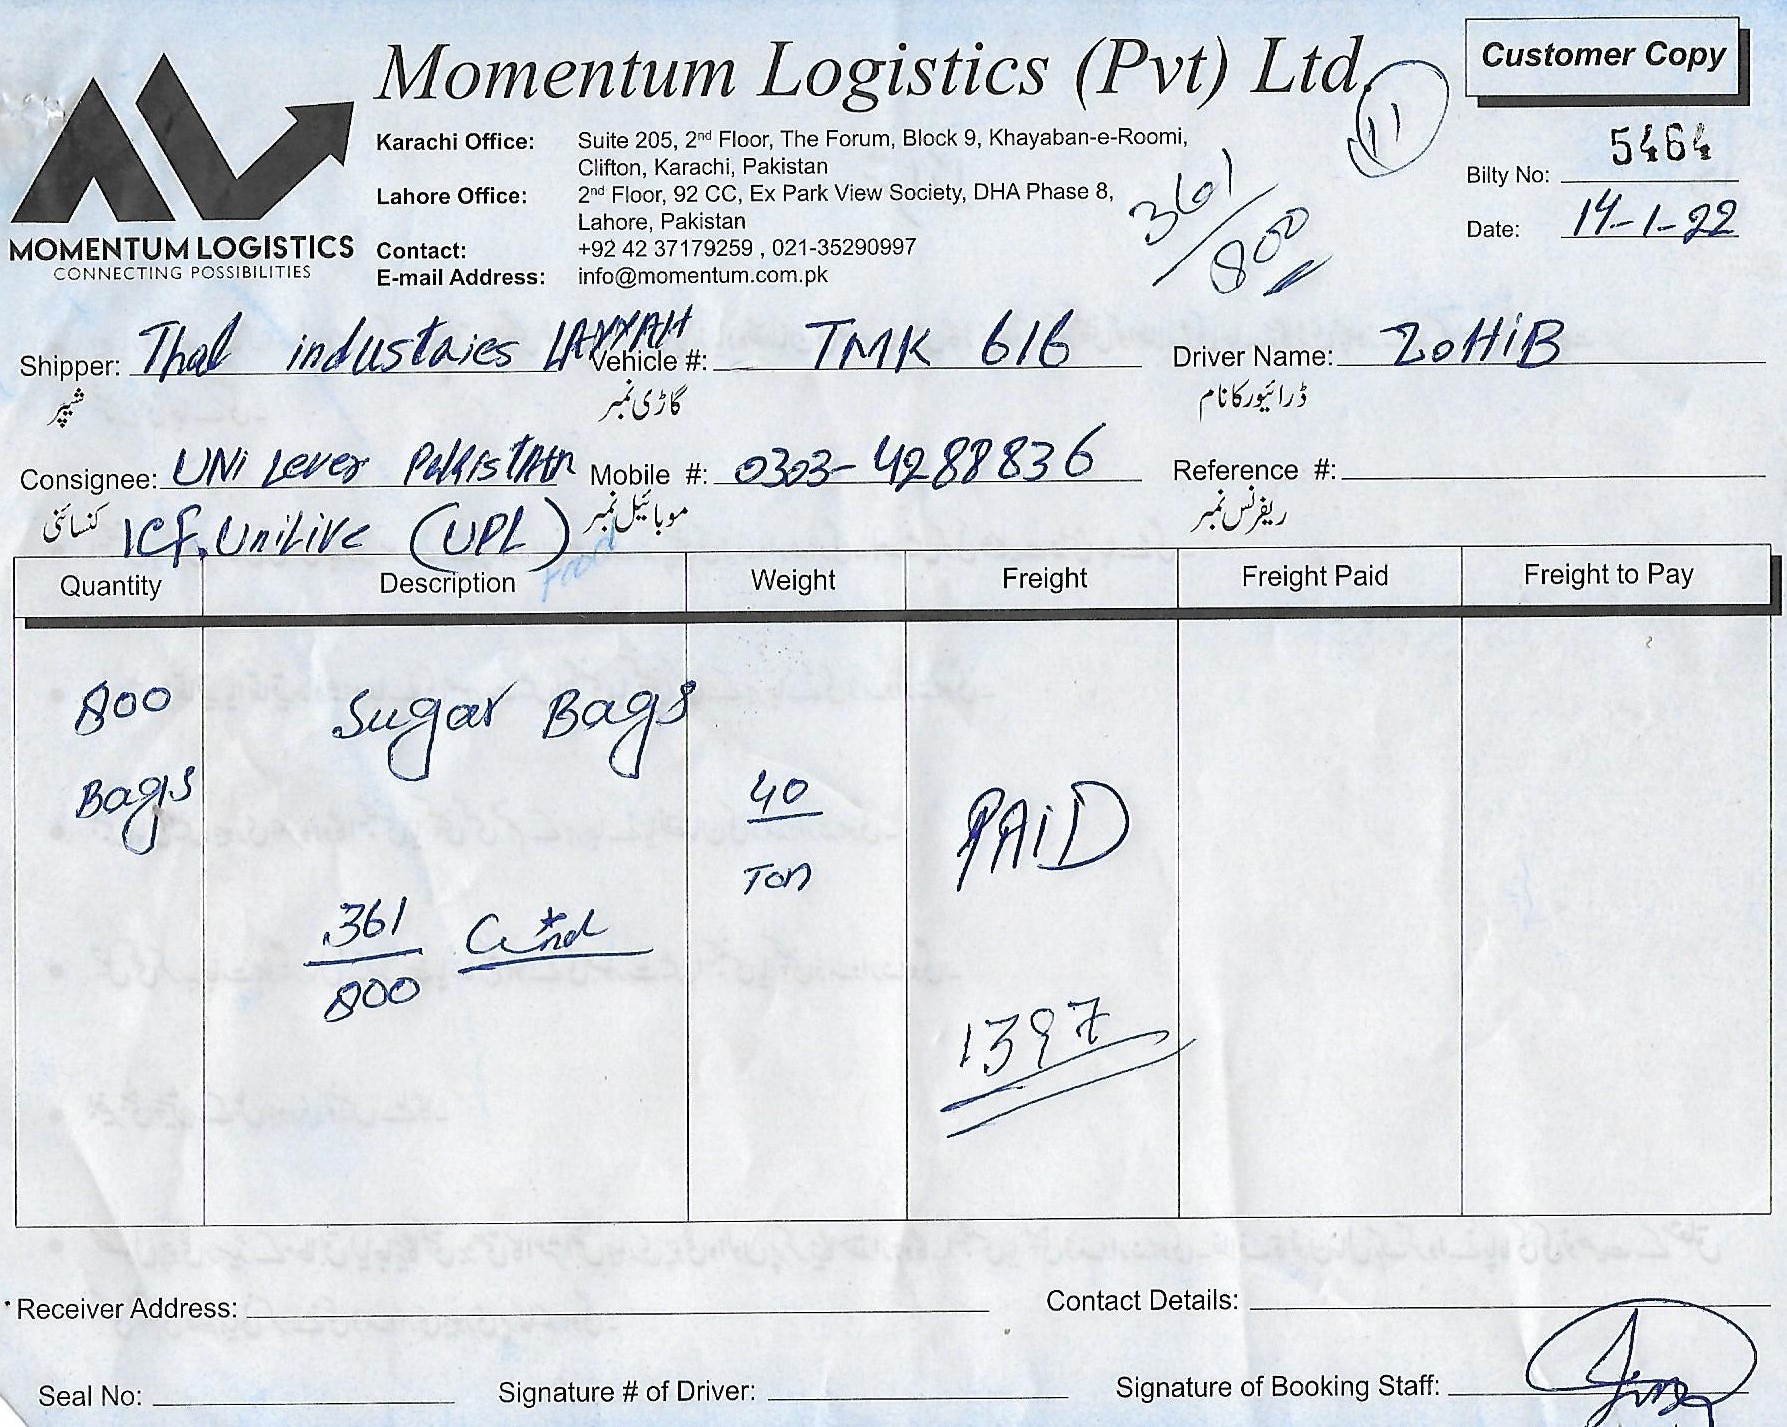 Momentum Logistics (Pvt) Ltd.
Customer Copy
11
Karachi Office: Suite 205, 2nd Floor, The Forum, Block 9, Khayaban-e-Roomi,
Clifton, Karachi, Pakistan
Lahore Office: 2nd Floor, 92 CC, Ex Park View Society, DHA Phase 8,
Lahore, Pakistan
Contact: +92 42 37179259 , 021-35290997
E-mail Address: info@momentum.com.pk
MOMENTUM LOGISTICS
CONNECTING POSSIBILITIES
361/800
Bilty No: 5464
Date: 14-1-22
Shipper: Thal industaies LAYYAH Vehicle #: TMK 616 Driver Name: ZoHiB
شپر گاڑی نمبر ڈرائیور کا نام
Consignee: UNi Lever PakisTAn Mobile #: 0303-4288836 Reference #:
کنسائنی ICF, UniLive (UPL) موبائیل نمبر ریفرنس نمبر
Food
Quantity Description Weight Freight Freight Paid Freight to Pay
800 Sugar Bags
Bags 40 PAiD
Ton
361
800
1397
Receiver Address: Contact Details:
Seal No: Signature # of Driver: Signature of Booking Staff: